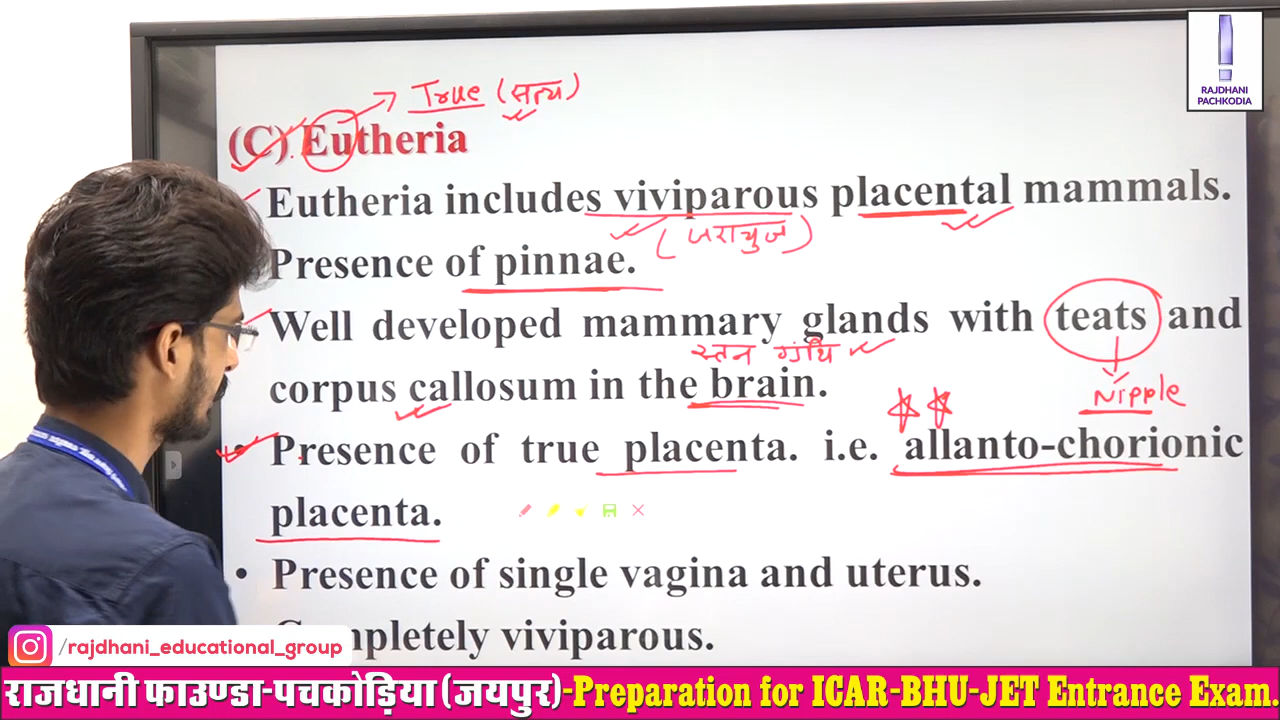 True (सत्य)
(C). Eutheria
Eutheria includes viviparous placental mammals.
(जरायुज)
Presence of pinnae.
Well developed mammary glands with teats and
स्तन ग्रंथि
corpus callosum in the brain.
Nipple
• Presence of true placenta. i.e. allanto-chorionic
placenta.
• Presence of single vagina and uterus.
mpletely viviparous.
RAJDHANI
PACHKODIA
/rajdhani_educational_group
राजधानी फाउण्डा-पचकोड़िया (जयपुर)-Preparation for ICAR-BHU-JET Entrance Exam.